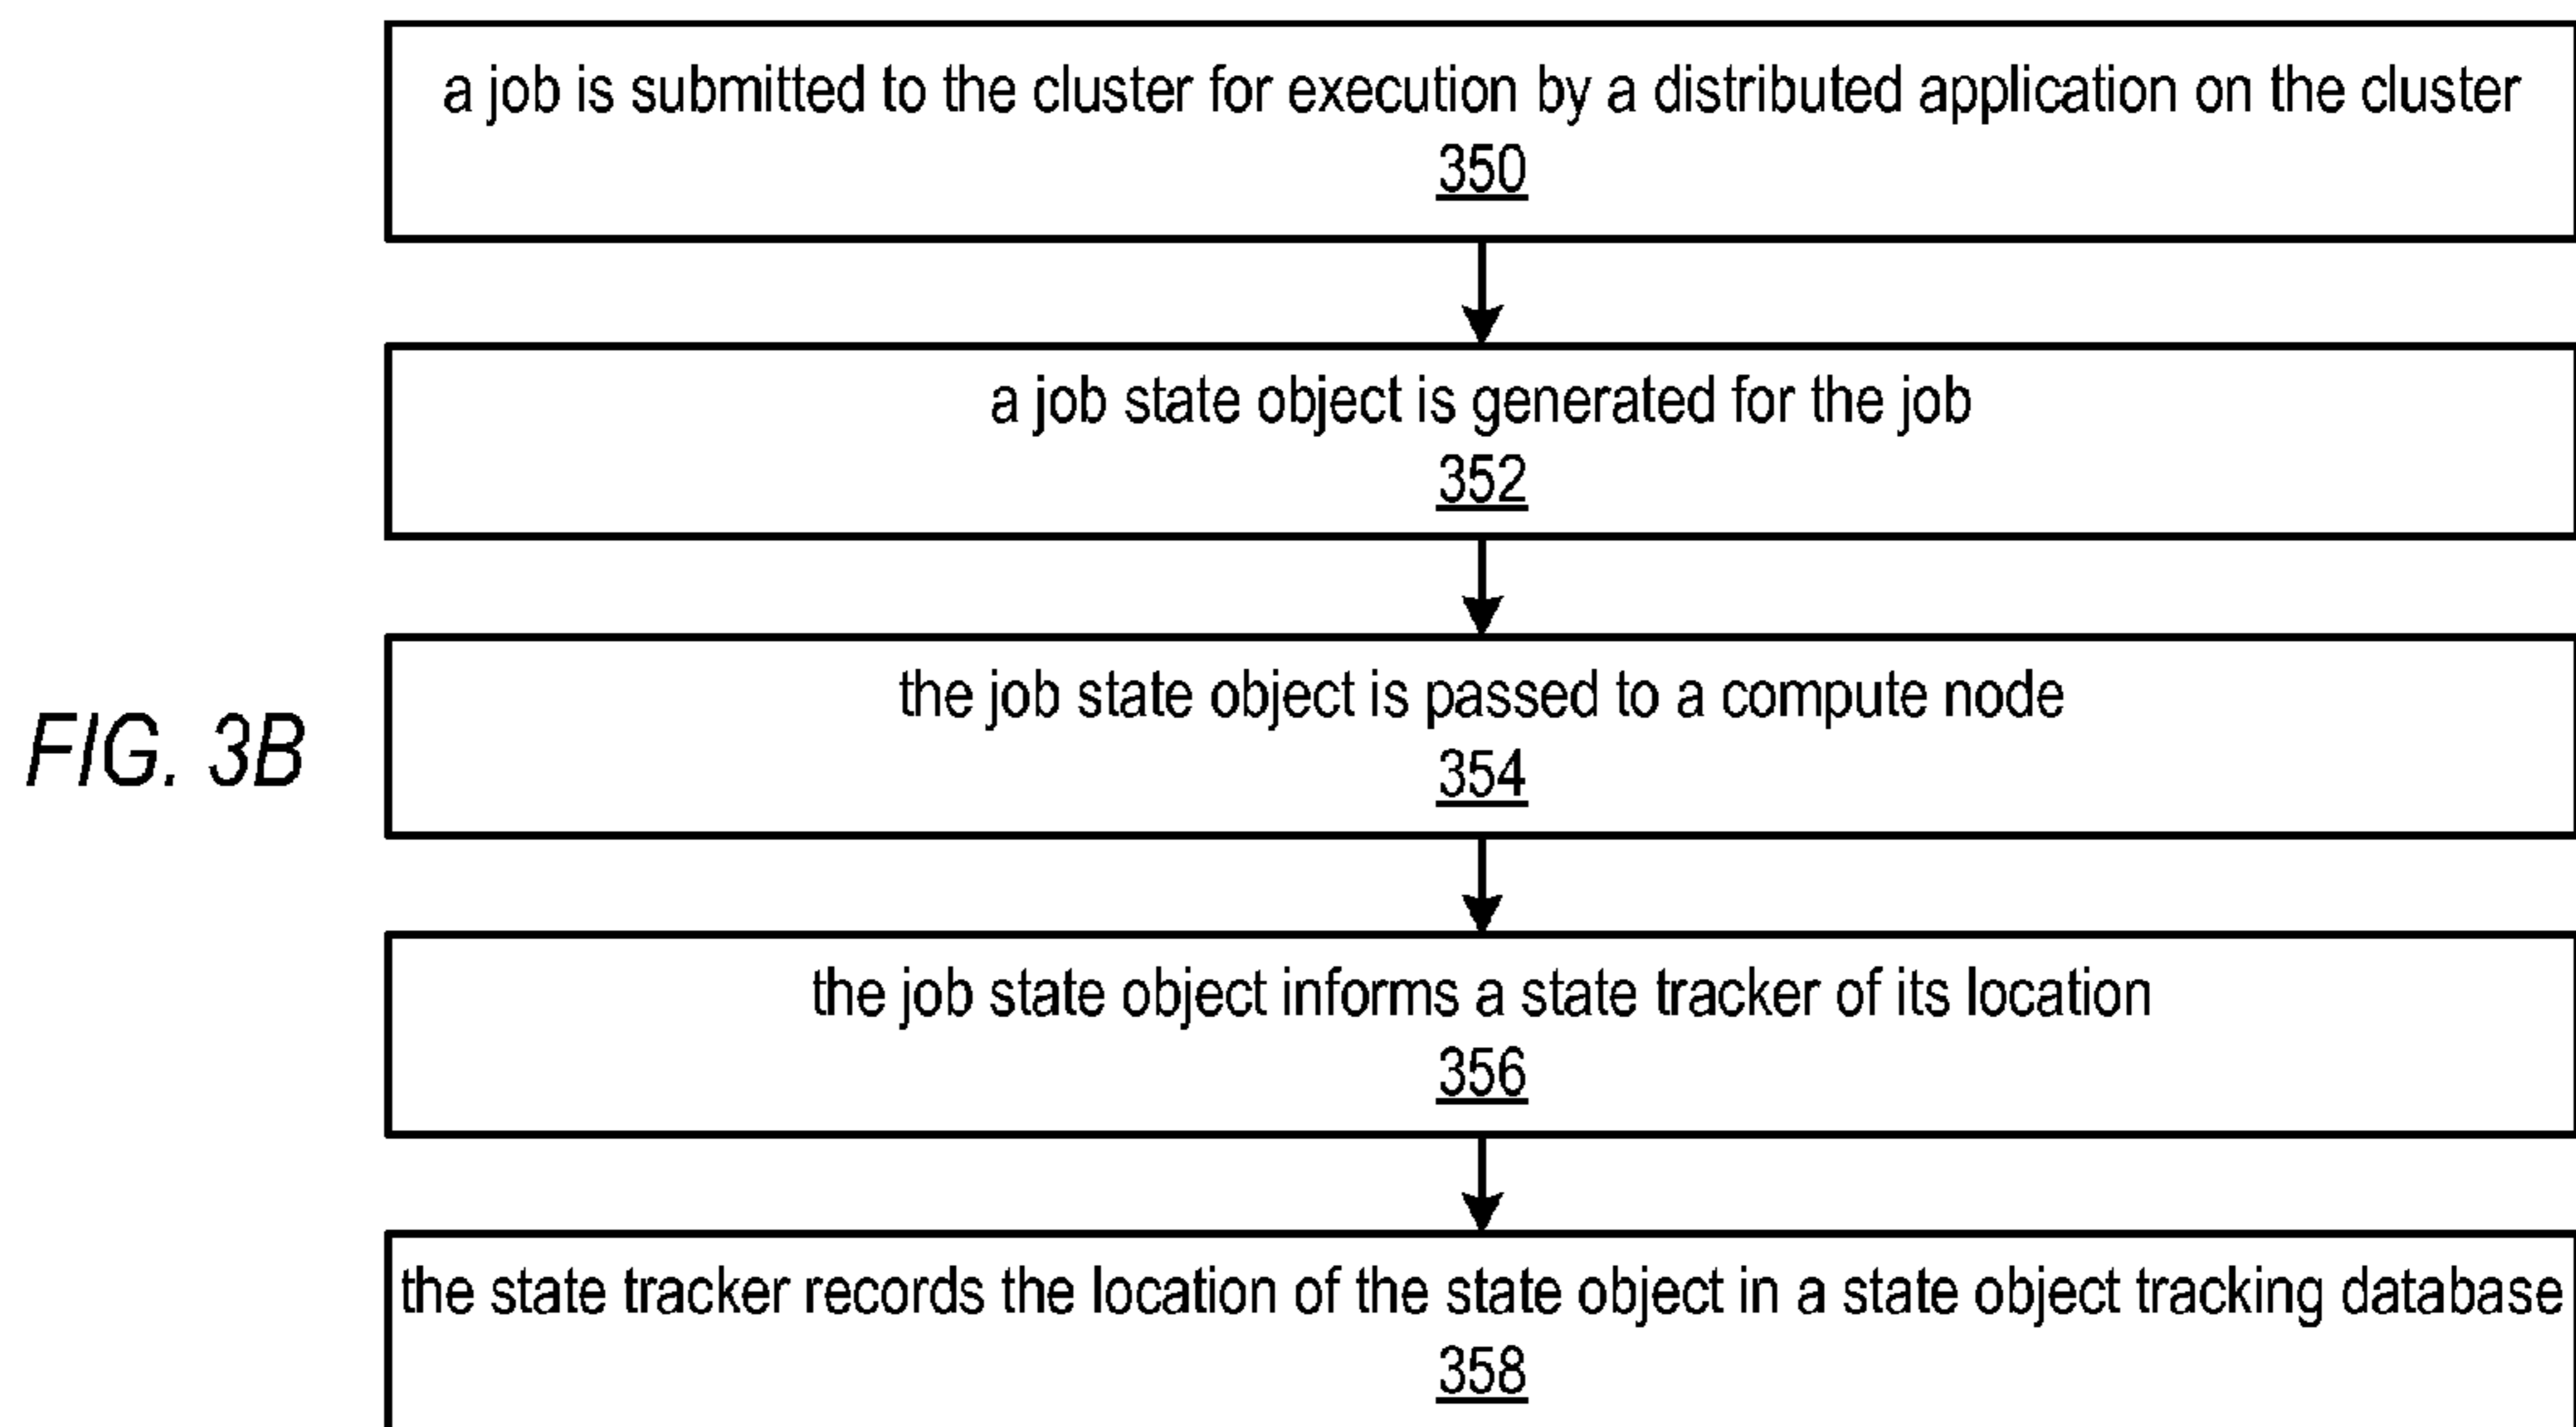 a job is submitted to the cluster for execution by a distributed application on the cluster
350
a job state object is generated for the job
352
the job state object is passed to a compute node
354
FIG. 3B
the job state object informs a state tracker of its location
356
the state tracker records the location of the state object in a state object tracking database
358